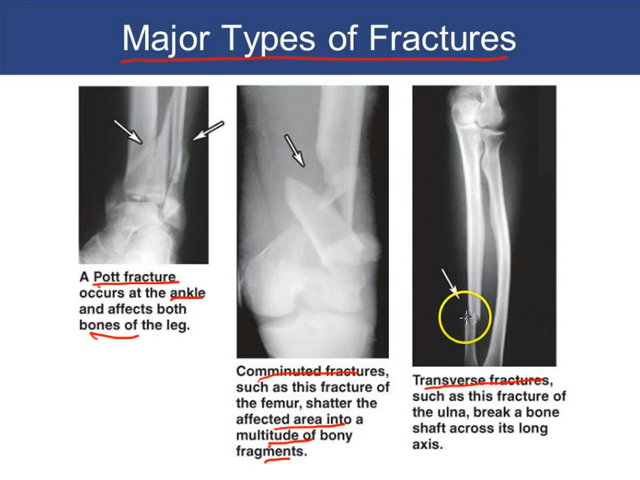 Major Types of Fractures
A Pott fracture
occurs at the ankle
and affects both
bones of the leg.
Comminuted fractures,
such as this fracture of
the femur, shatter the
affected area into a
multitude of bony
fragments.
Transverse fractures,
such as this fracture of
the ulna, break a bone
shaft across its long
axis.